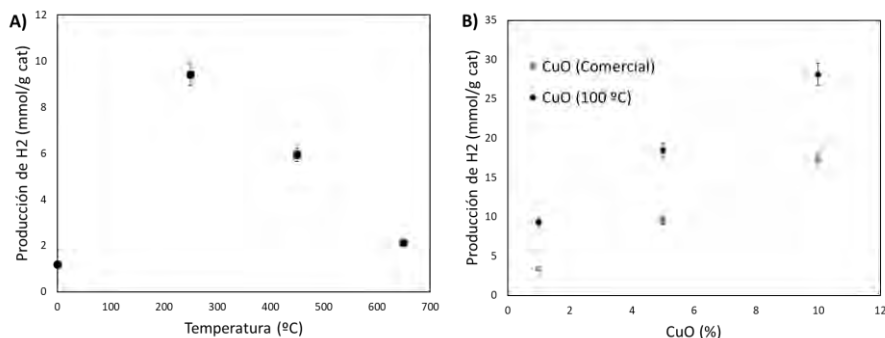 A)
Producción de H2 (mmol/g cat)
12
10
8
6
4
2
0
0 100 200 300 400 500 600 700
Temperatura (ºC)
B)
Producción de H2 (mmol/g cat)
35
30
25
20
15
10
5
0
CuO (Comercial)
CuO (100 ºC)
0 2 4 6 8 10 12
CuO (%)